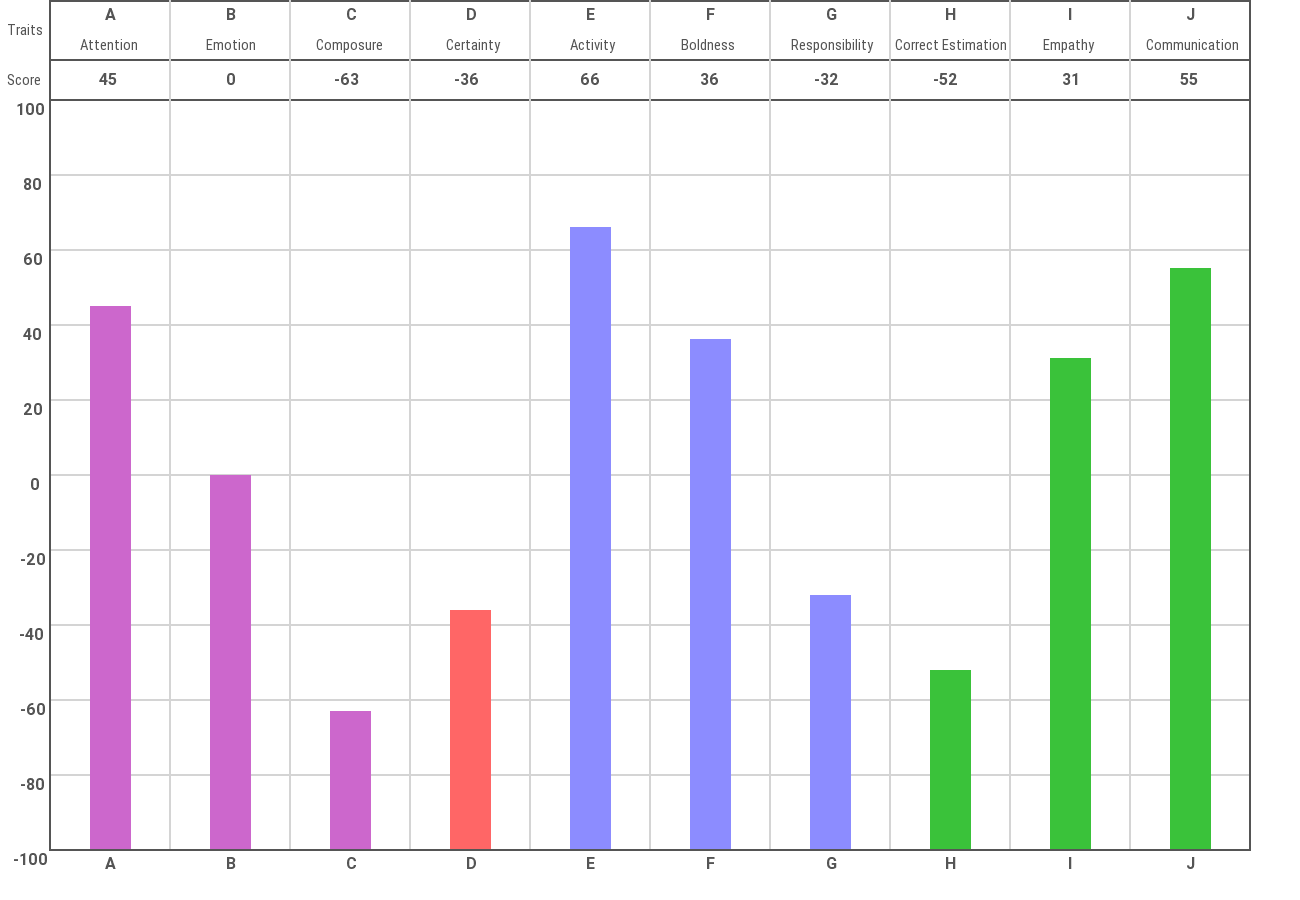 Traits A B C D E F G H I J
Attention Emotion Composure Certainty Activity Boldness Responsibility Correct Estimation Empathy Communication
Score 45 0 -63 -36 66 36 -32 -52 31 55
100
80
60
40
20
0
-20
-40
-60
-80
-100
A B C D E F G H I J